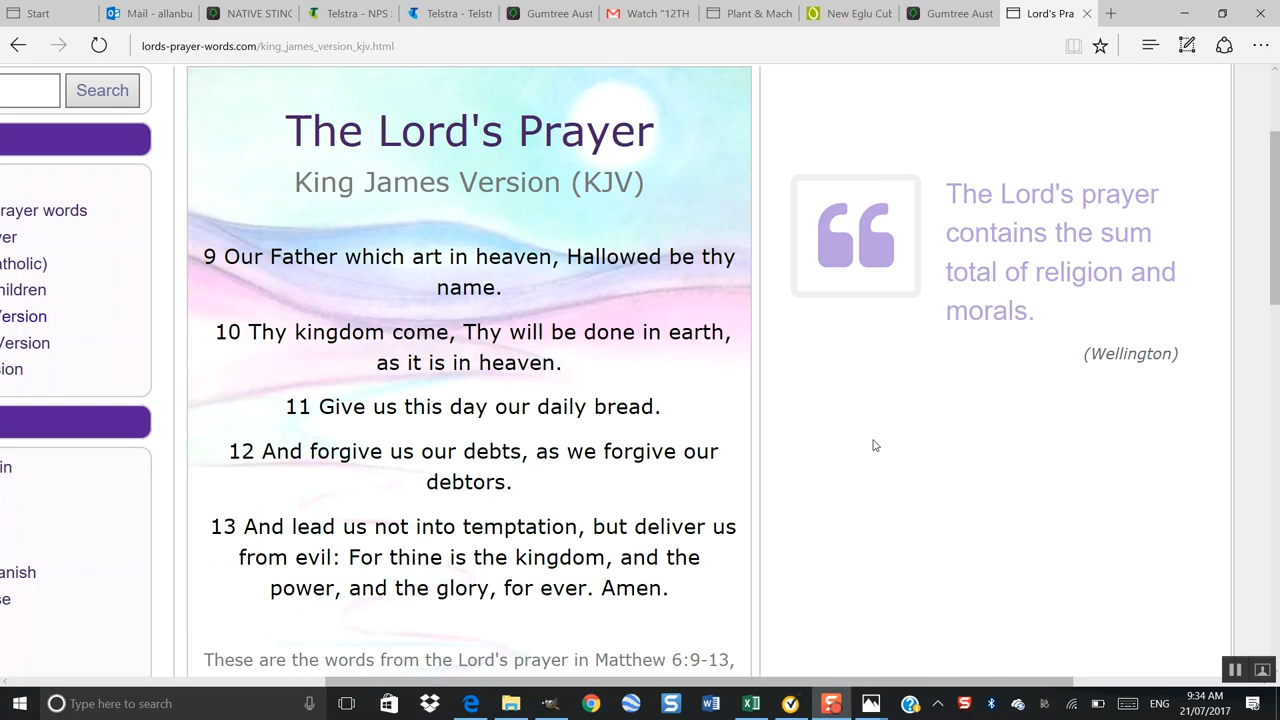 Start
Mail - allanbu
NATIVE STINC
Telstra - NPS
Telstra - Telstr
Gumtree Aust
Watch "12TH
Plant & Mach
New Eglu Cub
Gumtree Aust
Lord's Pra
lords-prayer-words.com/king_james_version_kjv.html
Search
rayer words
ver
atholic)
hildren
Version
Version
sion
in
anish
se
The Lord's Prayer
King James Version (KJV)
9 Our Father which art in heaven, Hallowed be thy
name.
10 Thy kingdom come, Thy will be done in earth,
as it is in heaven.
11 Give us this day our daily bread.
12 And forgive us our debts, as we forgive our
debtors.
13 And lead us not into temptation, but deliver us
from evil: For thine is the kingdom, and the
power, and the glory, for ever. Amen.
These are the words from the Lord's prayer in Matthew 6:9-13,
The Lord's prayer
contains the sum
total of religion and
morals.
(Wellington)
Type here to search
ENG
9:34 AM
21/07/2017